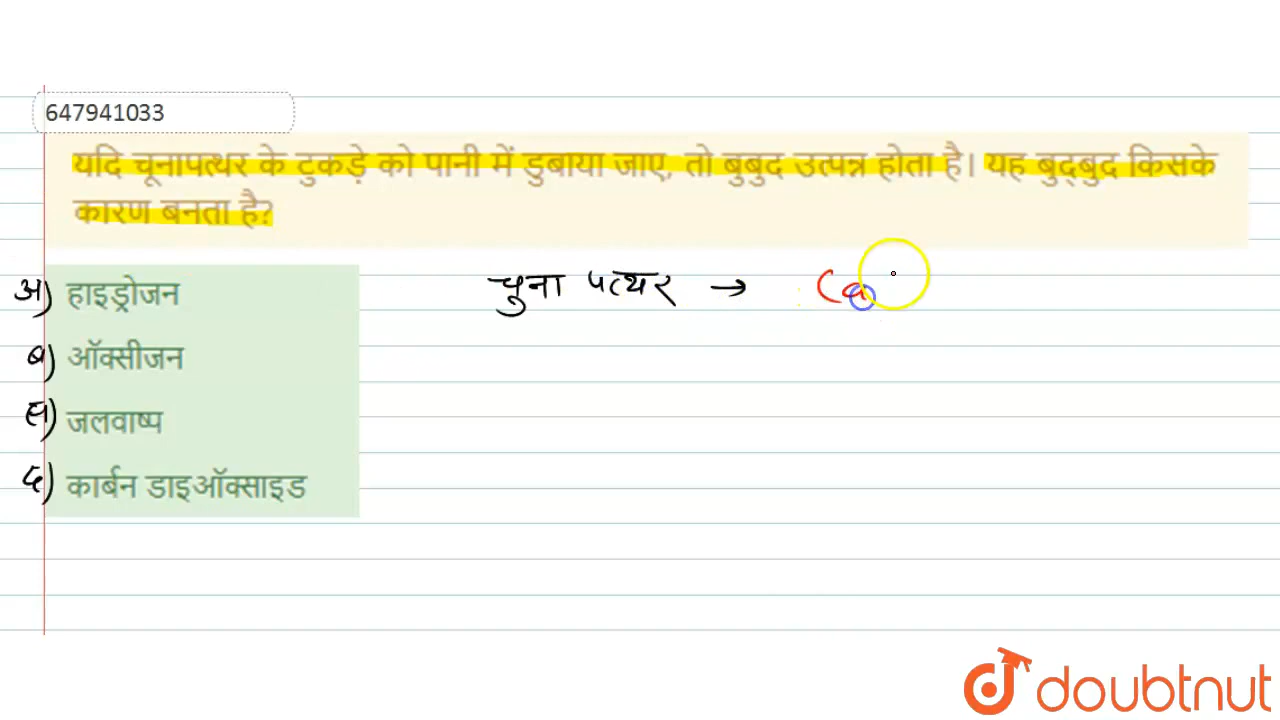 647941033
यदि चूनापत्थर के टुकड़े को पानी में डुबाया जाए, तो बुबुद उत्पन्न होता है। यह बुद्बुद किसके
कारण बनता है?
अ) हाइड्रोजन
ब) ऑक्सीजन
स) जलवाष्प
द) कार्बन डाइऑक्साइड
चुना पत्थर → Ca
doubtnut